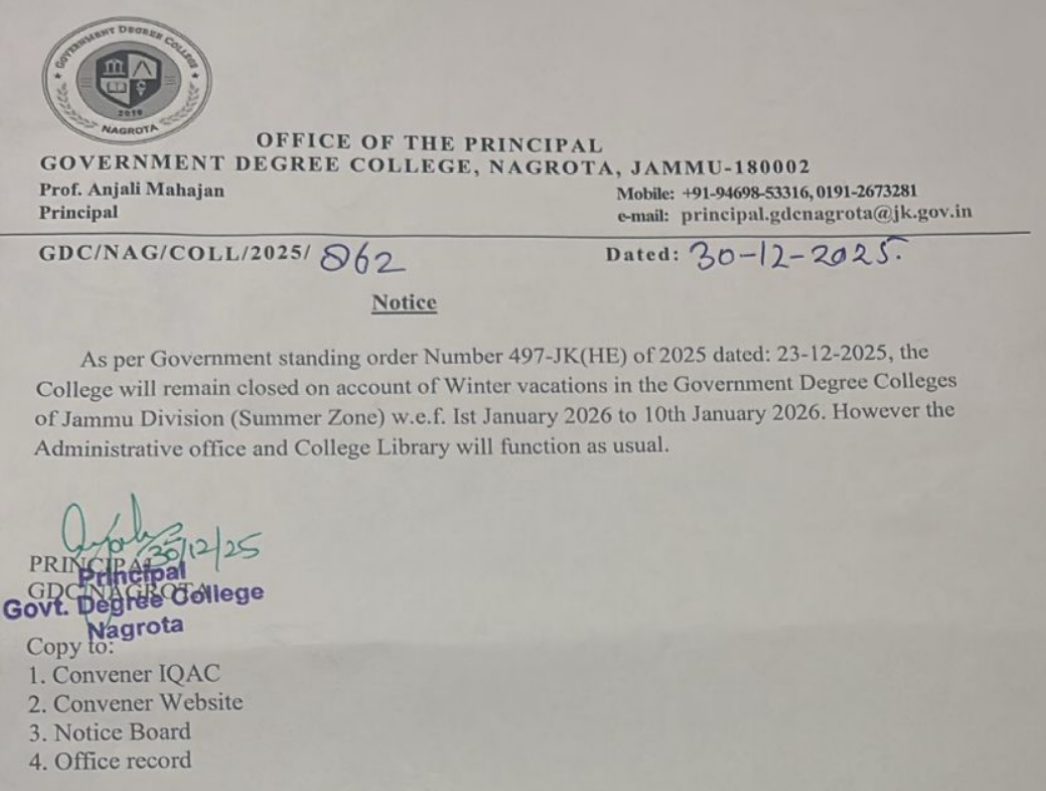 GOVERNMENT DEGREE COLLEGE
2019
NAGROTA
OFFICE OF THE PRINCIPAL
GOVERNMENT DEGREE COLLEGE, NAGROTA, JAMMU-180002
Prof. Anjali Mahajan
Mobile: +91-94698-53316, 0191-2673281
Principal
e-mail: principal.gdcnagrota@jk.gov.in
GDC/NAG/COLL/2025/ 862
Dated: 30-12-2025.
Notice
As per Government standing order Number 497-JK(HE) of 2025 dated: 23-12-2025, the
College will remain closed on account of Winter vacations in the Government Degree Colleges
of Jammu Division (Summer Zone) w.e.f. Ist January 2026 to 10th January 2026. However the
Administrative office and College Library will function as usual.
30/12/25
PRINCIPAL
Principal
GDC NAGROTA
Govt. Degree College
Nagrota
Copy to:
1. Convener IQAC
2. Convener Website
3. Notice Board
4. Office record